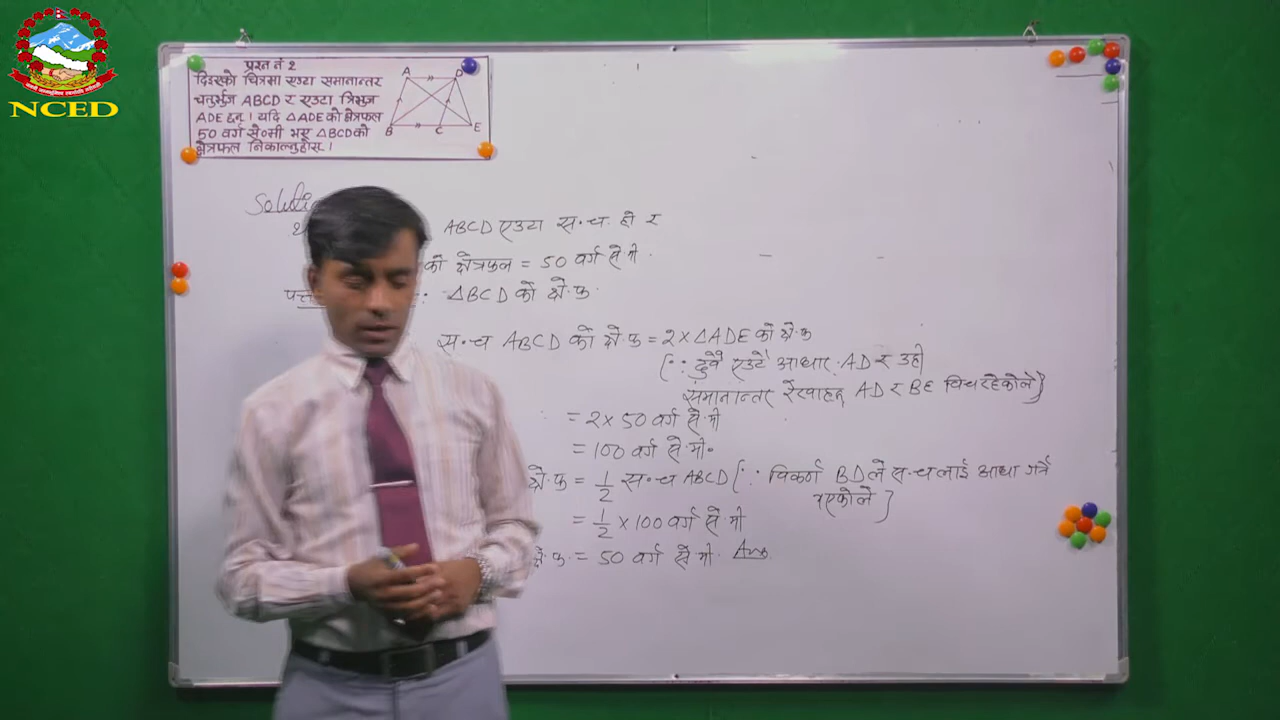 NCED
प्रश्न नं 2
दिइएको चित्रमा एउटा समानान्तर
चतुर्भुज ABCD र एउटा त्रिभुज
ADE छन् । यदि △ADE को क्षेत्रफल
50 वर्ग से॰मी भए △BCD को
क्षेत्रफल निकाल्नुहोस् ।
A D
B C E
ABCD एउटा स॰च. हो र
को क्षेत्रफल = 50 वर्ग से.मी.
: △BCD को क्षे.फ.
स॰च ABCD को क्षे.फ = 2 × △ADE को क्षे.फ
[∵ दुवै एउटै आधार AD र उही
समानान्तर रेखाहरू AD र BE विच रहेकोले]
= 2 × 50 वर्ग से.मी
= 100 वर्ग से.मी.
क्षे.फ = 1/2 स॰च ABCD [∵ विकर्ण BD ले स॰च लाई आधा गर्ने
भएकोले]
= 1/2 × 100 वर्ग से.मी
क्षे.फ = 50 वर्ग से.मी. Ans.